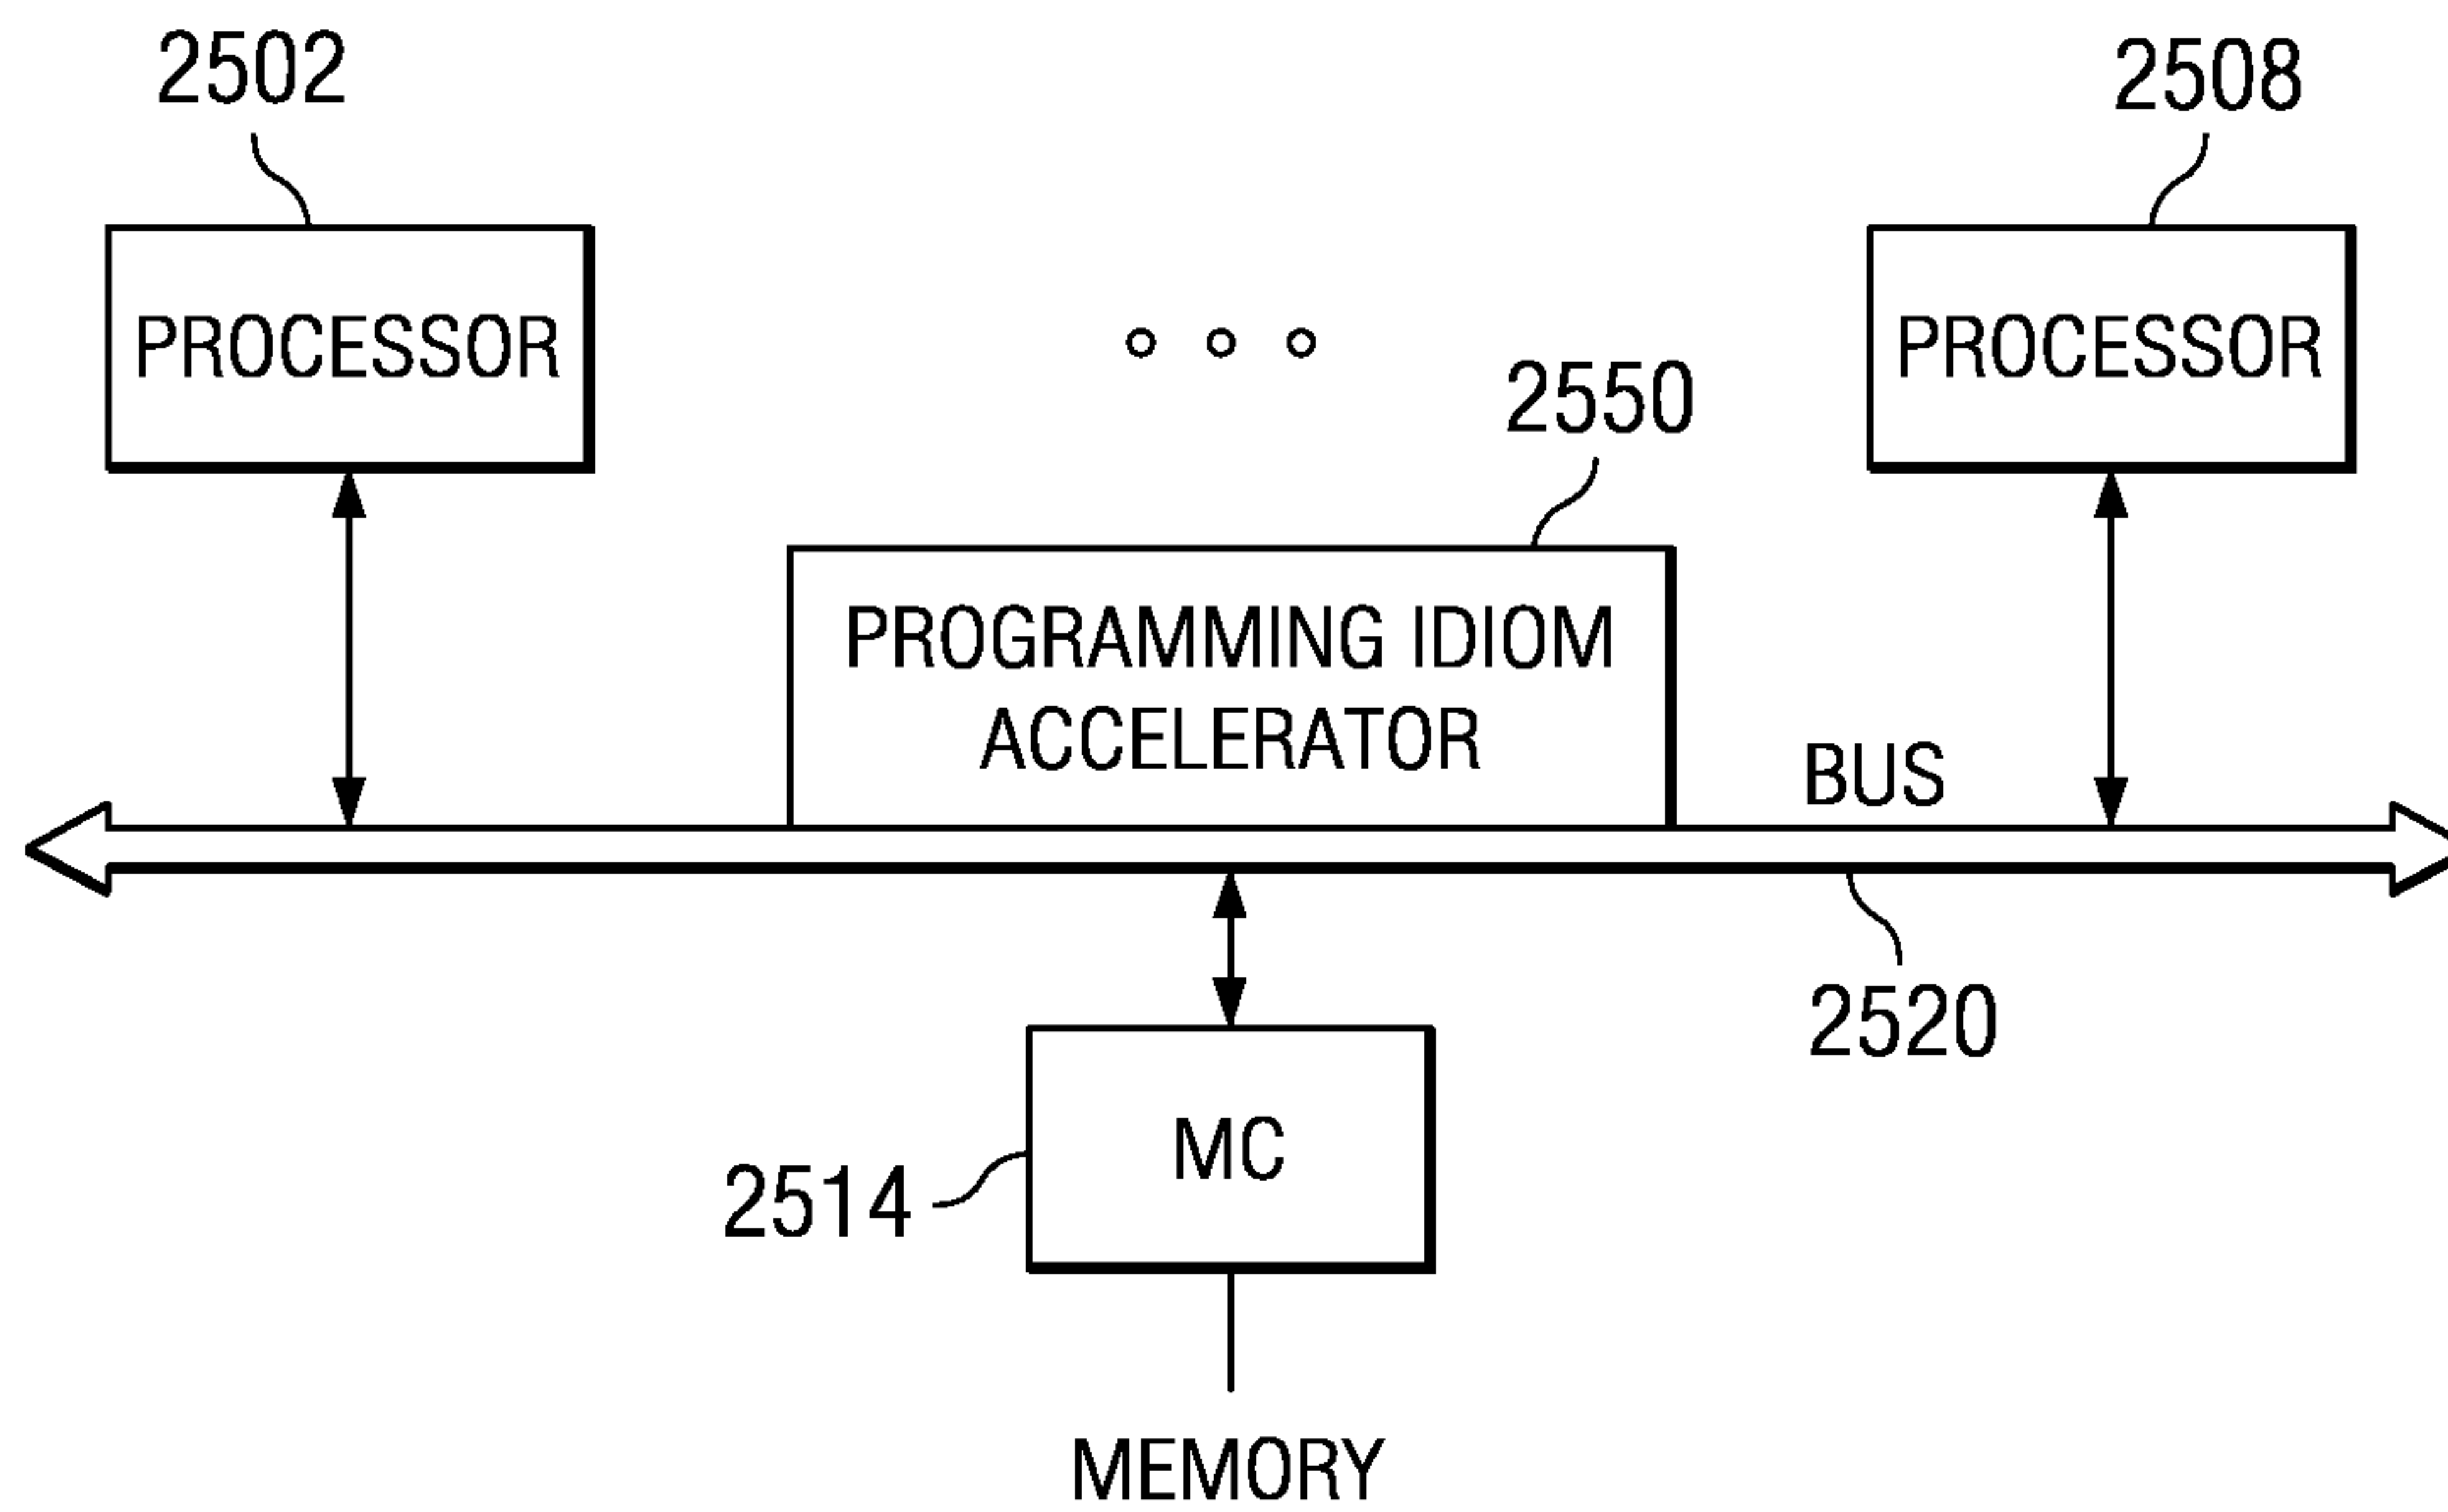 2502
2508
PROCESSOR
PROCESSOR
2550
PROGRAMMING IDIOM
ACCELERATOR
BUS
2520
MC
2514
MEMORY